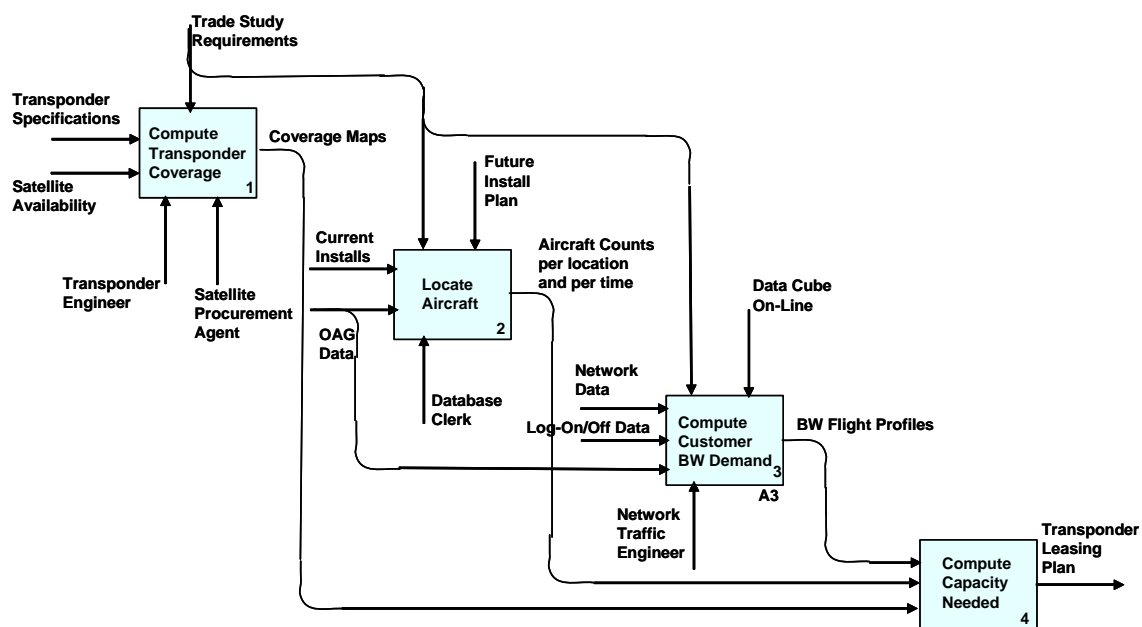 Trade Study
Requirements
Transponder
Specifications
Compute
Transponder
Coverage
1
Coverage Maps
Satellite
Availability
Future
Install
Plan
Current
Installs
Aircraft Counts
per location
and per time
Transponder
Engineer
Satellite
Procurement
Agent
Locate
Aircraft
2
Data Cube
On-Line
OAG
Data
Network
Data
Database
Clerk
Log-On/Off Data
Compute
Customer
BW Demand
3
BW Flight Profiles
A3
Network
Traffic
Engineer
Transponder
Leasing
Plan
Compute
Capacity
Needed
4